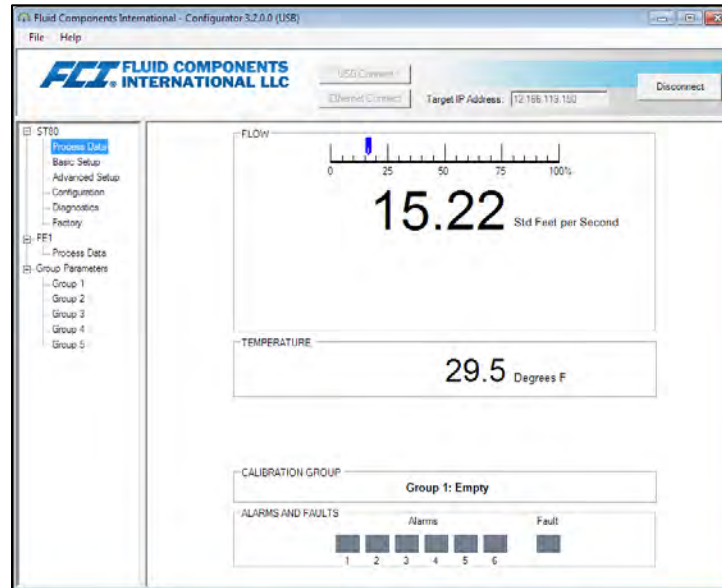 Fluid Components International - Configurator 3.2.0.0 (USB)
File Help
FCI FLUID COMPONENTS INTERNATIONAL LLC
USB Connect
Ethernet Connect
Target IP Address:
Disconnect
ST80
Process Data
Basic Setup
Advanced Setup
Configuration
Diagnostics
Factory
FE1
Process Data
Group Parameters
Group 1
Group 2
Group 3
Group 4
Group 5
FLOW
0 25 50 75 100%
15.22 Std Feet per Second
TEMPERATURE
29.5 Degrees F
CALIBRATION GROUP
Group 1: Empty
ALARMS AND FAULTS
Alarms Fault
1 2 3 4 5 6